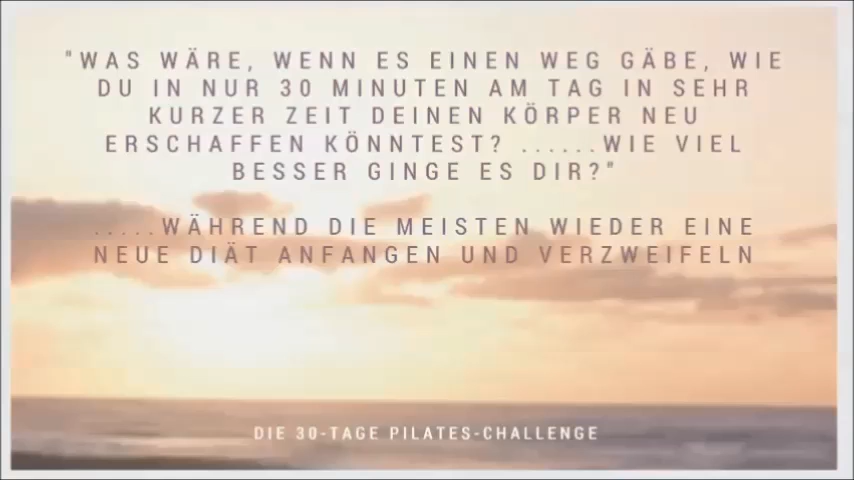 "WAS WÄRE, WENN ES EINEN WEG GÄBE, WIE
DU IN NUR 30 MINUTEN AM TAG IN SEHR
KURZER ZEIT DEINEN KÖRPER NEU
ERSCHAFFEN KÖNNTEST? ......WIE VIEL
BESSER GINGE ES DIR?"
.....WÄHREND DIE MEISTEN WIEDER EINE
NEUE DIÄT ANFANGEN UND VERZWEIFELN
DIE 30-TAGE PILATES-CHALLENGE